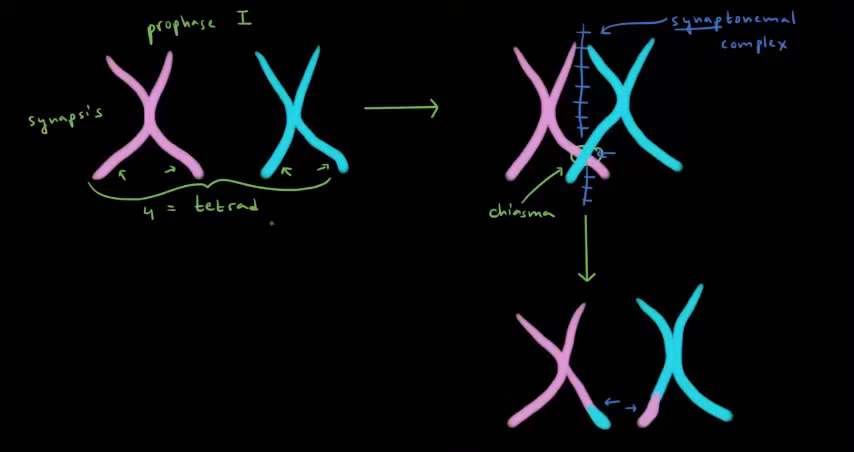 prophase I
synapsis
4 = tetrad
synaptonemal
complex
chiasma